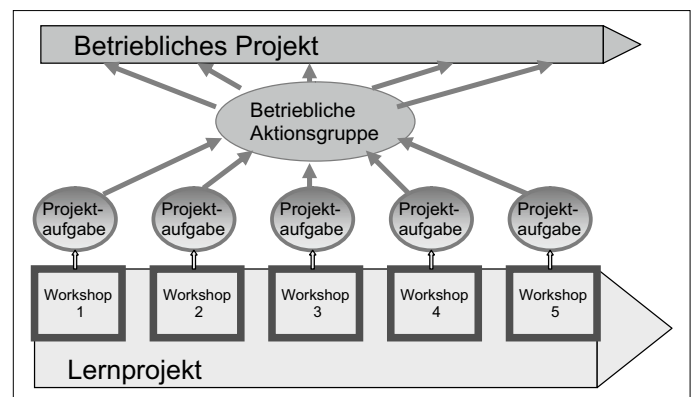 Betriebliches Projekt
Betriebliche
Aktionsgruppe
Projekt-
aufgabe
Projekt-
aufgabe
Projekt-
aufgabe
Projekt-
aufgabe
Projekt-
aufgabe
Workshop
1
Workshop
2
Workshop
3
Workshop
4
Workshop
5
Lernprojekt